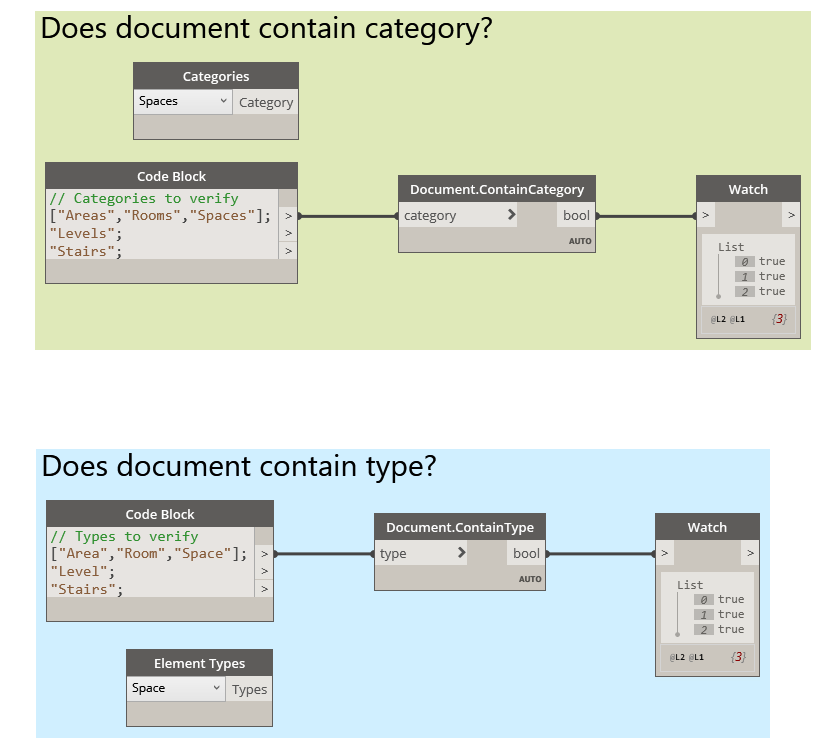 Does document contain category?
Categories
Spaces Category
Code Block
// Categories to verify
["Areas","Rooms","Spaces"]; >
"Levels"; >
"Stairs"; >
Document.ContainCategory
category > bool
AUTO
Watch
> >
List
0 true
1 true
2 true
@L2 @L1 {3}
Does document contain type?
Code Block
// Types to verify
["Area","Room","Space"]; >
"Level"; >
"Stairs"; >
Document.ContainType
type > bool
AUTO
Watch
> >
List
0 true
1 true
2 true
@L2 @L1 {3}
Element Types
Space Types